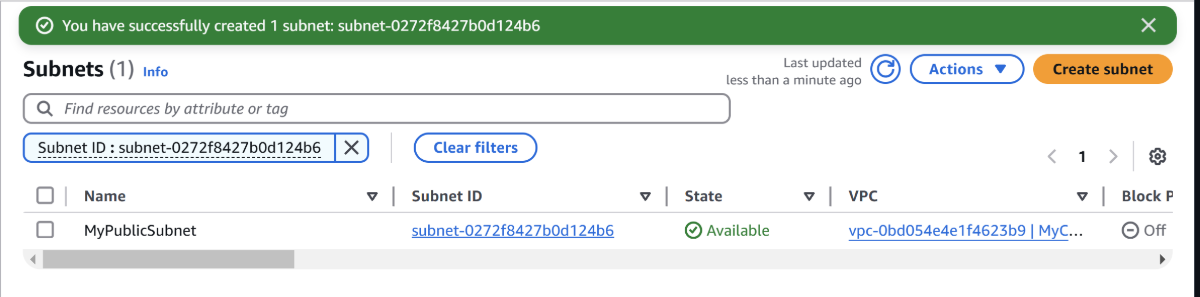 You have successfully created 1 subnet: subnet-0272f8427b0d124b6
Subnets (1) Info
Last updated
less than a minute ago
Actions
Create subnet
Find resources by attribute or tag
Subnet ID : subnet-0272f8427b0d124b6
Clear filters
1
Name Subnet ID State VPC Block P
MyPublicSubnet subnet-0272f8427b0d124b6 Available vpc-0bd054e4e1f4623b9 | MyC... Off